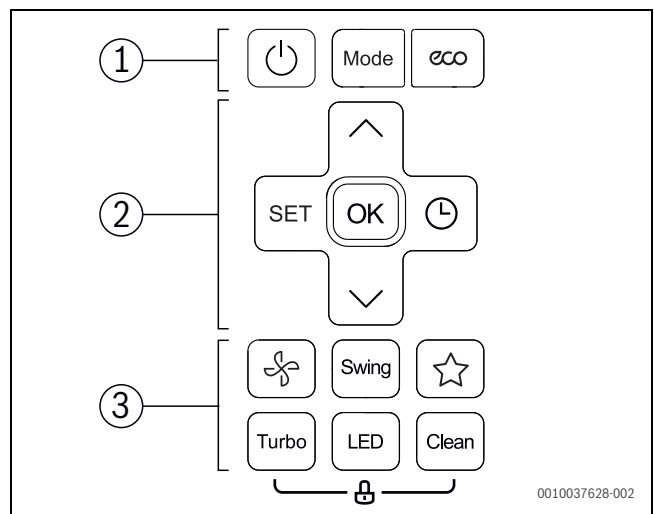 1 Mode eco
2 SET OK
3 Swing
Turbo LED Clean
0010037628-002